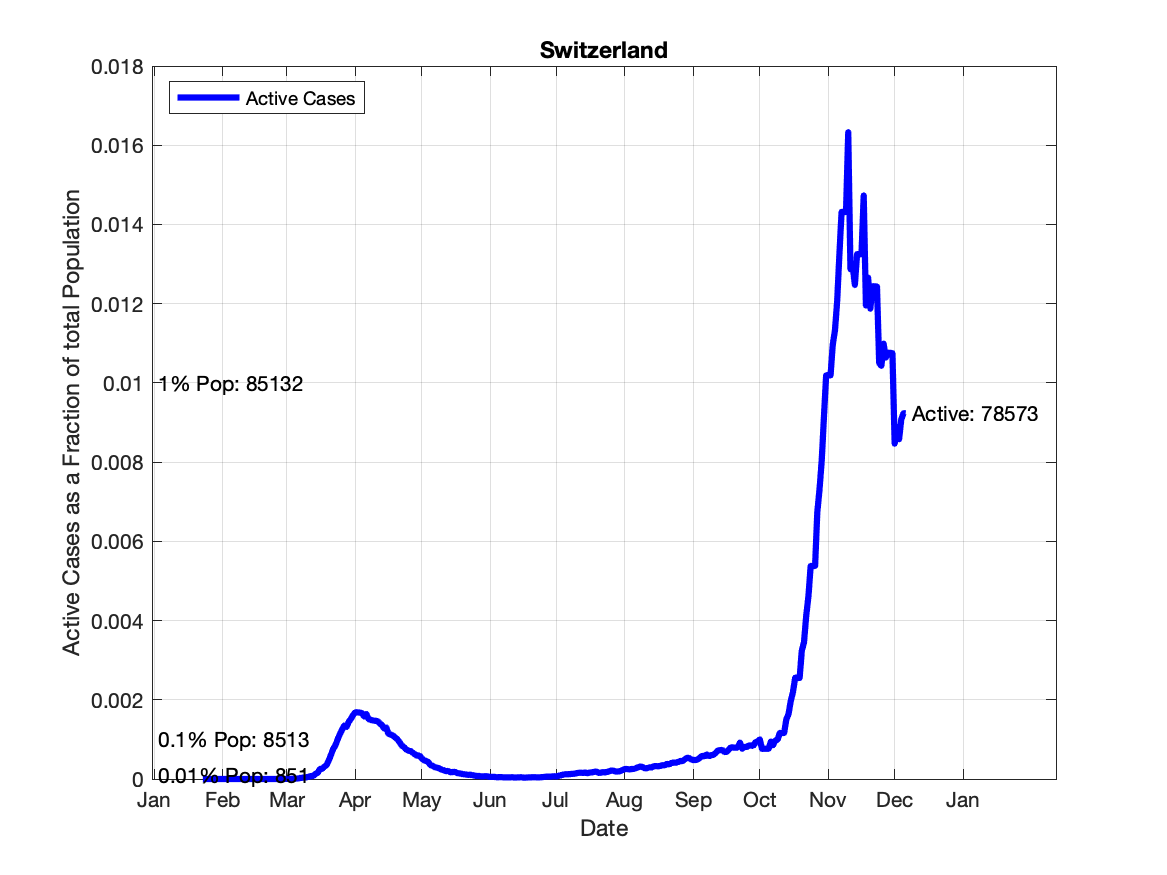 Switzerland
0.018
Active Cases
0.016
0.014
0.012
0.01
1% Pop: 85132
Active: 78573
0.008
0.006
0.004
0.002
0.1% Pop: 8513
0.01% Pop: 851
0
Jan Feb Mar Apr May Jun Jul Aug Sep Oct Nov Dec Jan
Date
Active Cases as a Fraction of total Population